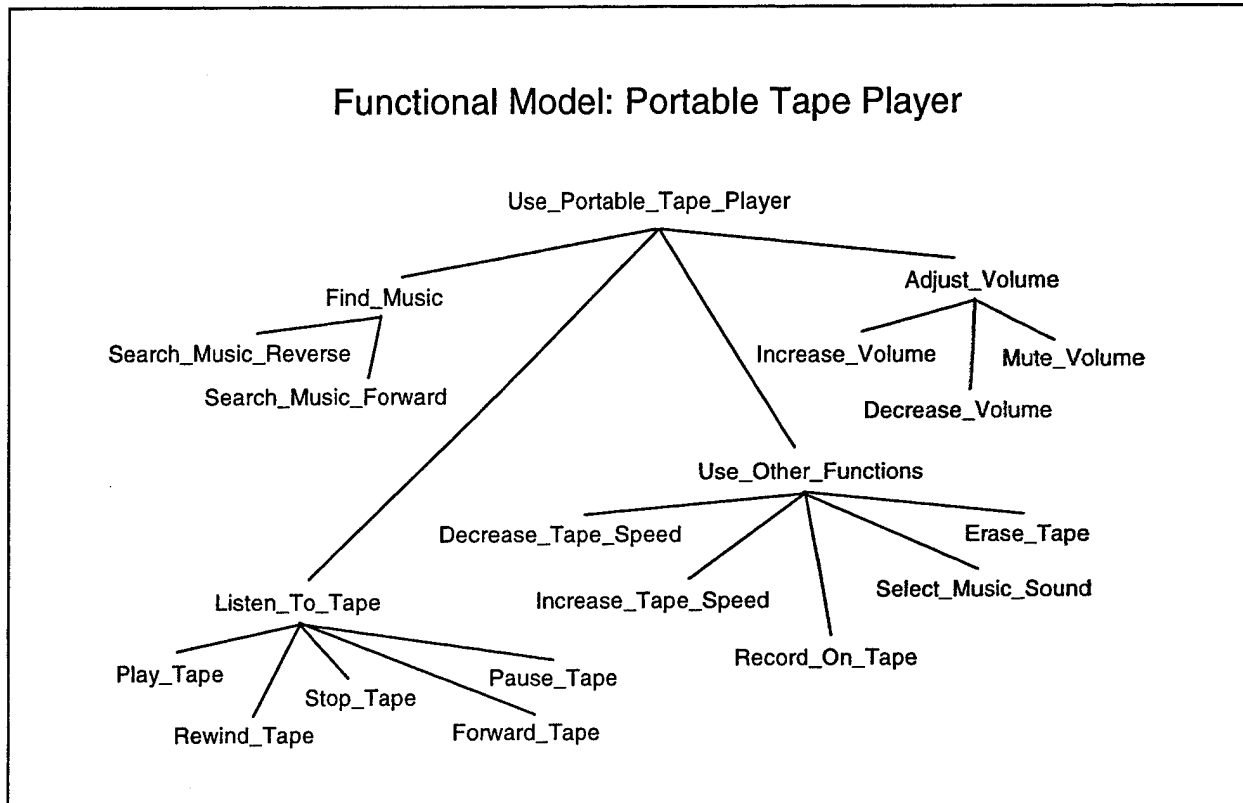 Functional Model: Portable Tape Player
Use_Portable_Tape_Player
Find_Music
Adjust_Volume
Search_Music_Reverse
Search_Music_Forward
Increase_Volume
Mute_Volume
Decrease_Volume
Use_Other_Functions
Decrease_Tape_Speed
Erase_Tape
Increase_Tape_Speed
Select_Music_Sound
Record_On_Tape
Listen_To_Tape
Play_Tape
Pause_Tape
Stop_Tape
Rewind_Tape
Forward_Tape